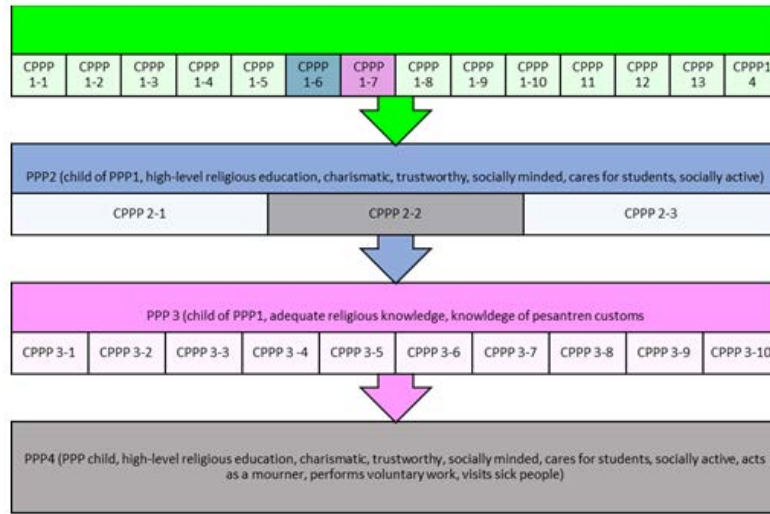 CPPP 1-1
CPPP 1-2
CPPP 1-3
CPPP 1-4
CPPP 1-5
CPPP 1-6
CPPP 1-7
CPPP 1-8
CPPP 1-9
CPPP 1-10
CPPP 11
CPPP 12
CPPP 13
CPPP1 4
PPP2 (child of PPP1, high-level religious education, charismatic, trustworthy, socially minded, cares for students, socially active)
CPPP 2-1
CPPP 2-2
CPPP 2-3
PPP 3 (child of PPP1, adequate religious knowledge, knowldege of pesantren customs
CPPP 3-1
CPPP 3-2
CPPP 3-3
CPPP 3 -4
CPPP 3-5
CPPP 3-6
CPPP 3-7
CPPP 3-8
CPPP 3-9
CPPP 3-10
PPP4 (PPP child, high-level religious education, charismatic, trustworthy, socially minded, cares for students, socially active, acts
as a mourner, performs voluntary work, visits sick people)